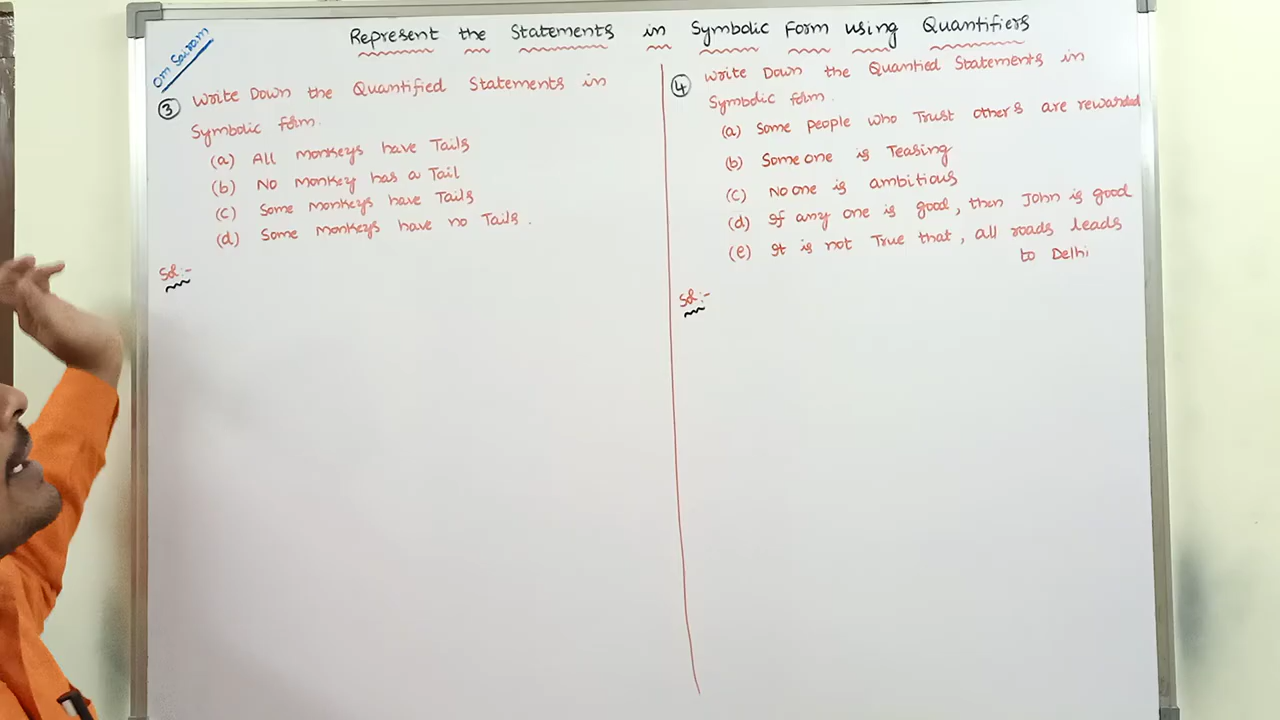 Om Sairam
Represent the Statements in Symbolic Form using Quantifiers
③ Write Down the Quantified Statements in
Symbolic form.
(a) All monkeys have Tails
(b) No monkey has a Tail
(c) Some monkeys have Tails
(d) Some monkeys have no Tails.
Sol:-
④ Write Down the Quantied Statements in
Symbolic form.
(a) Some people who Trust others are rewarded
(b) Some one is Teasing
(c) No one is ambitious
(d) If any one is good, then John is good
(e) It is not True that, all roads leads
to Delhi
Sol:-